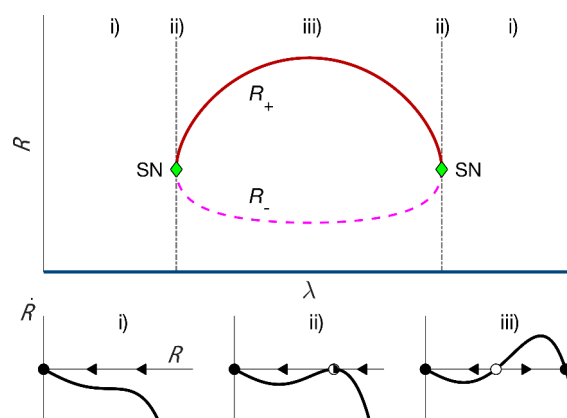 i) ii) iii) ii) i)
R
R₊
SN SN
R₋
λ
Ṙ i) ii) iii)
R